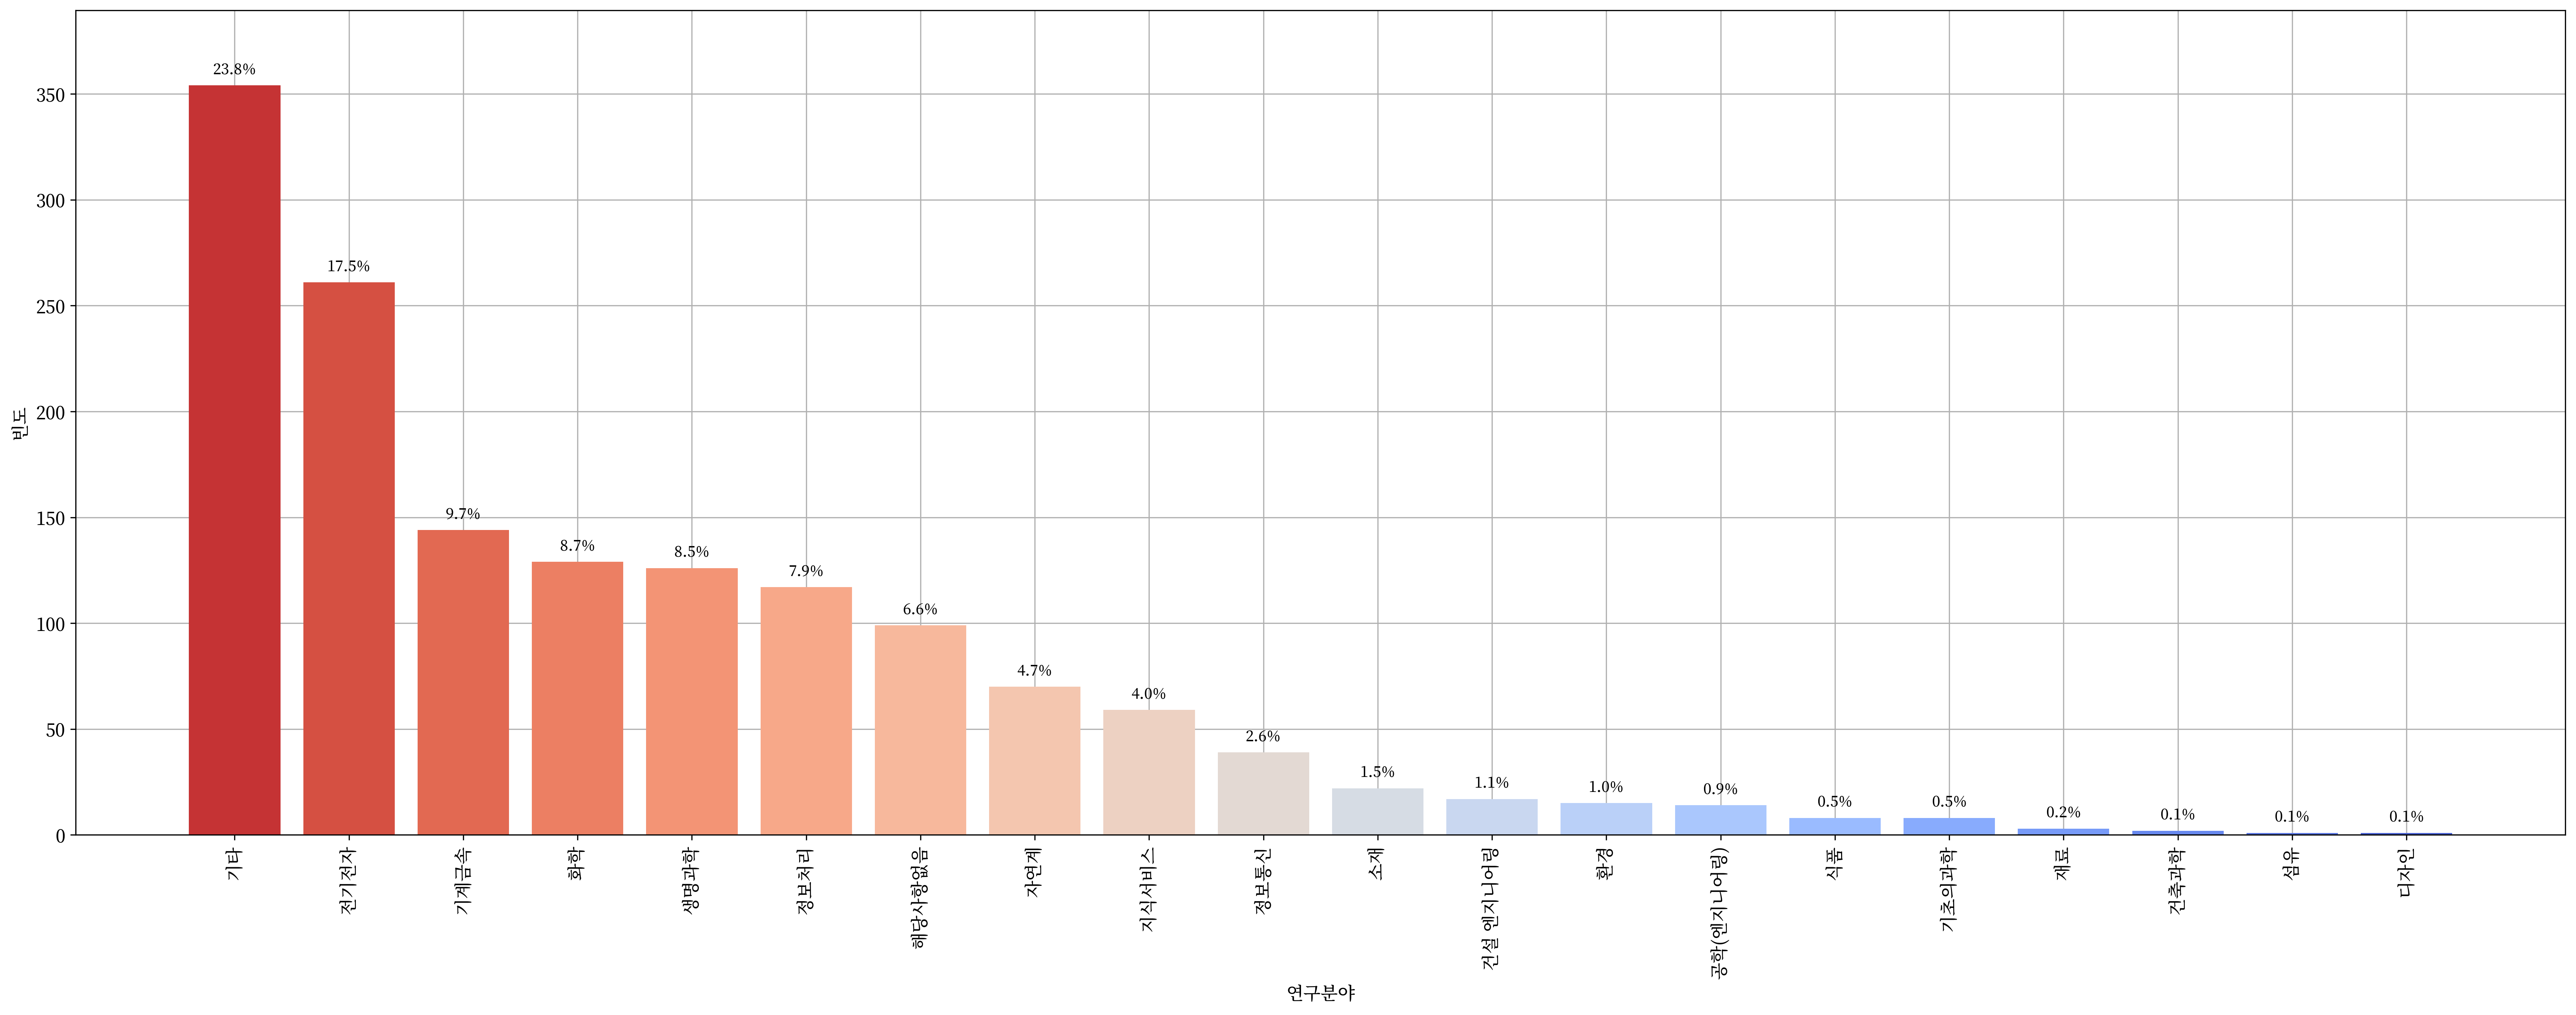 23.8%
350
300
17.5%
250
빈도
200
9.7%
150
8.7%
8.5%
7.9%
6.6%
100
4.7%
4.0%
50
2.6%
1.5%
1.1%
1.0%
0.9%
0.5%
0.5%
0.2%
0.1%
0.1%
0.1%
0
기타
전기전자
기계금속
화학
생명과학
정보처리
해당사항없음
자연계
지식서비스
정보통신
소재
건설 엔지니어링
환경
공학(엔지니어링)
식품
기초의과학
재료
건축과학
섬유
디자인
연구분야